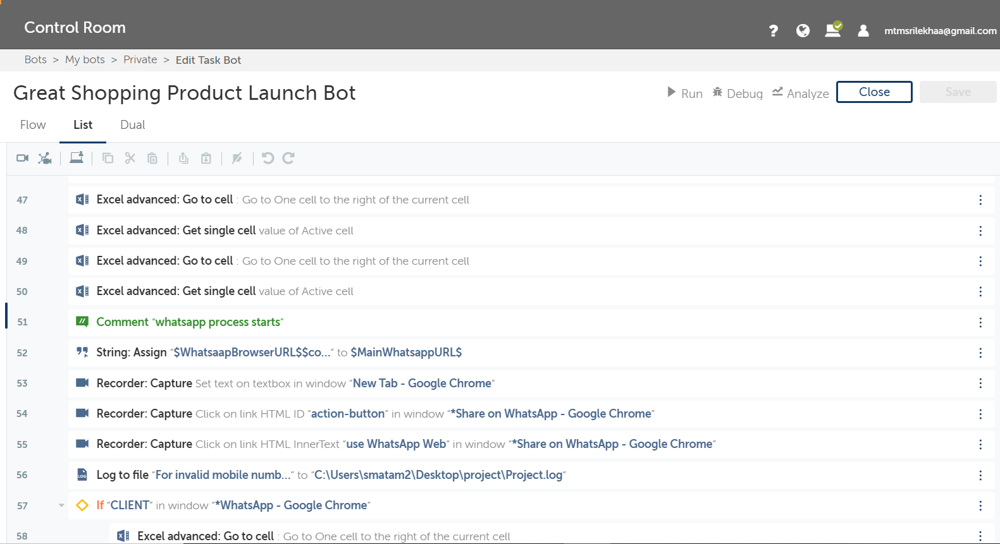 Control Room
? mtmsrilekhaa@gmail.com
Bots > My bots > Private > Edit Task Bot
Great Shopping Product Launch Bot
Run Debug Analyze Close Save
Flow List Dual
47 Excel advanced: Go to cell : Go to One cell to the right of the current cell
48 Excel advanced: Get single cell value of Active cell
49 Excel advanced: Go to cell : Go to One cell to the right of the current cell
50 Excel advanced: Get single cell value of Active cell
51 Comment “whatsapp process starts”
52 String: Assign “$WhatsaapBrowserURL$$co...” to $MainWhatsappURL$
53 Recorder: Capture Set text on textbox in window “New Tab - Google Chrome”
54 Recorder: Capture Click on link HTML ID “action-button” in window “*Share on WhatsApp - Google Chrome”
55 Recorder: Capture Click on link HTML InnerText “use WhatsApp Web” in window “*Share on WhatsApp - Google Chrome”
56 LOG Log to file “For invalid mobile numb...” to “C:\Users\smatam2\Desktop\project\Project.log”
57 If “CLIENT” in window “*WhatsApp - Google Chrome”
58 Excel advanced: Go to cell : Go to One cell to the right of the current cell